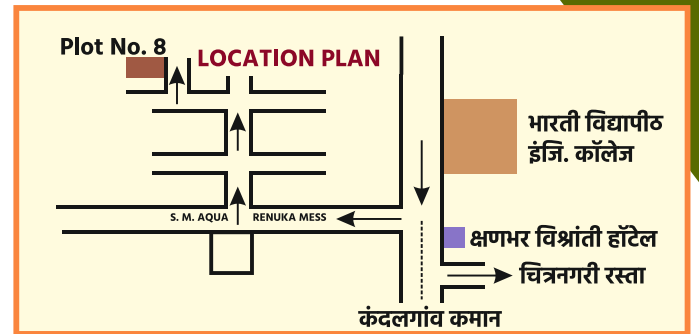 Plot No. 8
LOCATION PLAN
भारती विद्यापीठ
इंजि. कॉलेज
S. M. AQUA RENUKA MESS
क्षणभर विश्रांती हॉटेल
चित्रनगरी रस्ता
कंदलगांव कमान